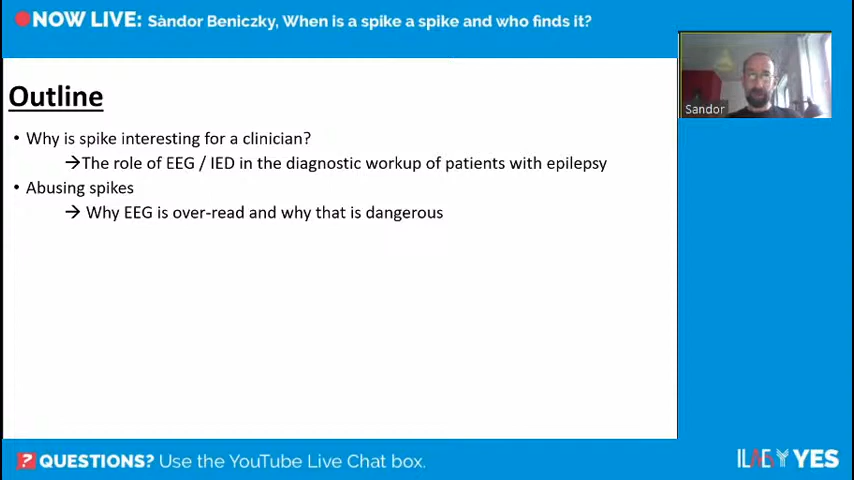 NOW LIVE: Sàndor Beniczky, When is a spike a spike and who finds it?
Outline
• Why is spike interesting for a clinician?
→The role of EEG / IED in the diagnostic workup of patients with epilepsy
• Abusing spikes
→ Why EEG is over-read and why that is dangerous
Sandor
? QUESTIONS? Use the YouTube Live Chat box.
ILAE YES